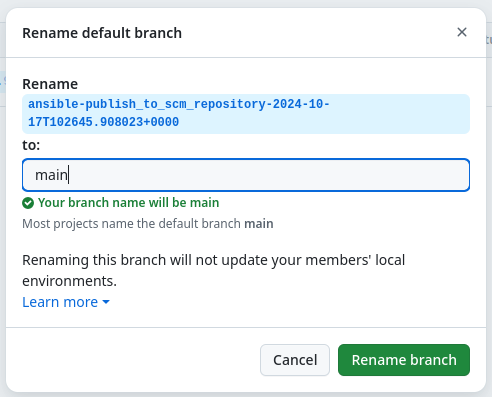 Rename default branch
Rename
ansible-publish_to_scm_repository-2024-10-
17T102645.908023+0000
to:
main
Your branch name will be main
Most projects name the default branch main
Renaming this branch will not update your members' local
environments.
Learn more
Cancel
Rename branch